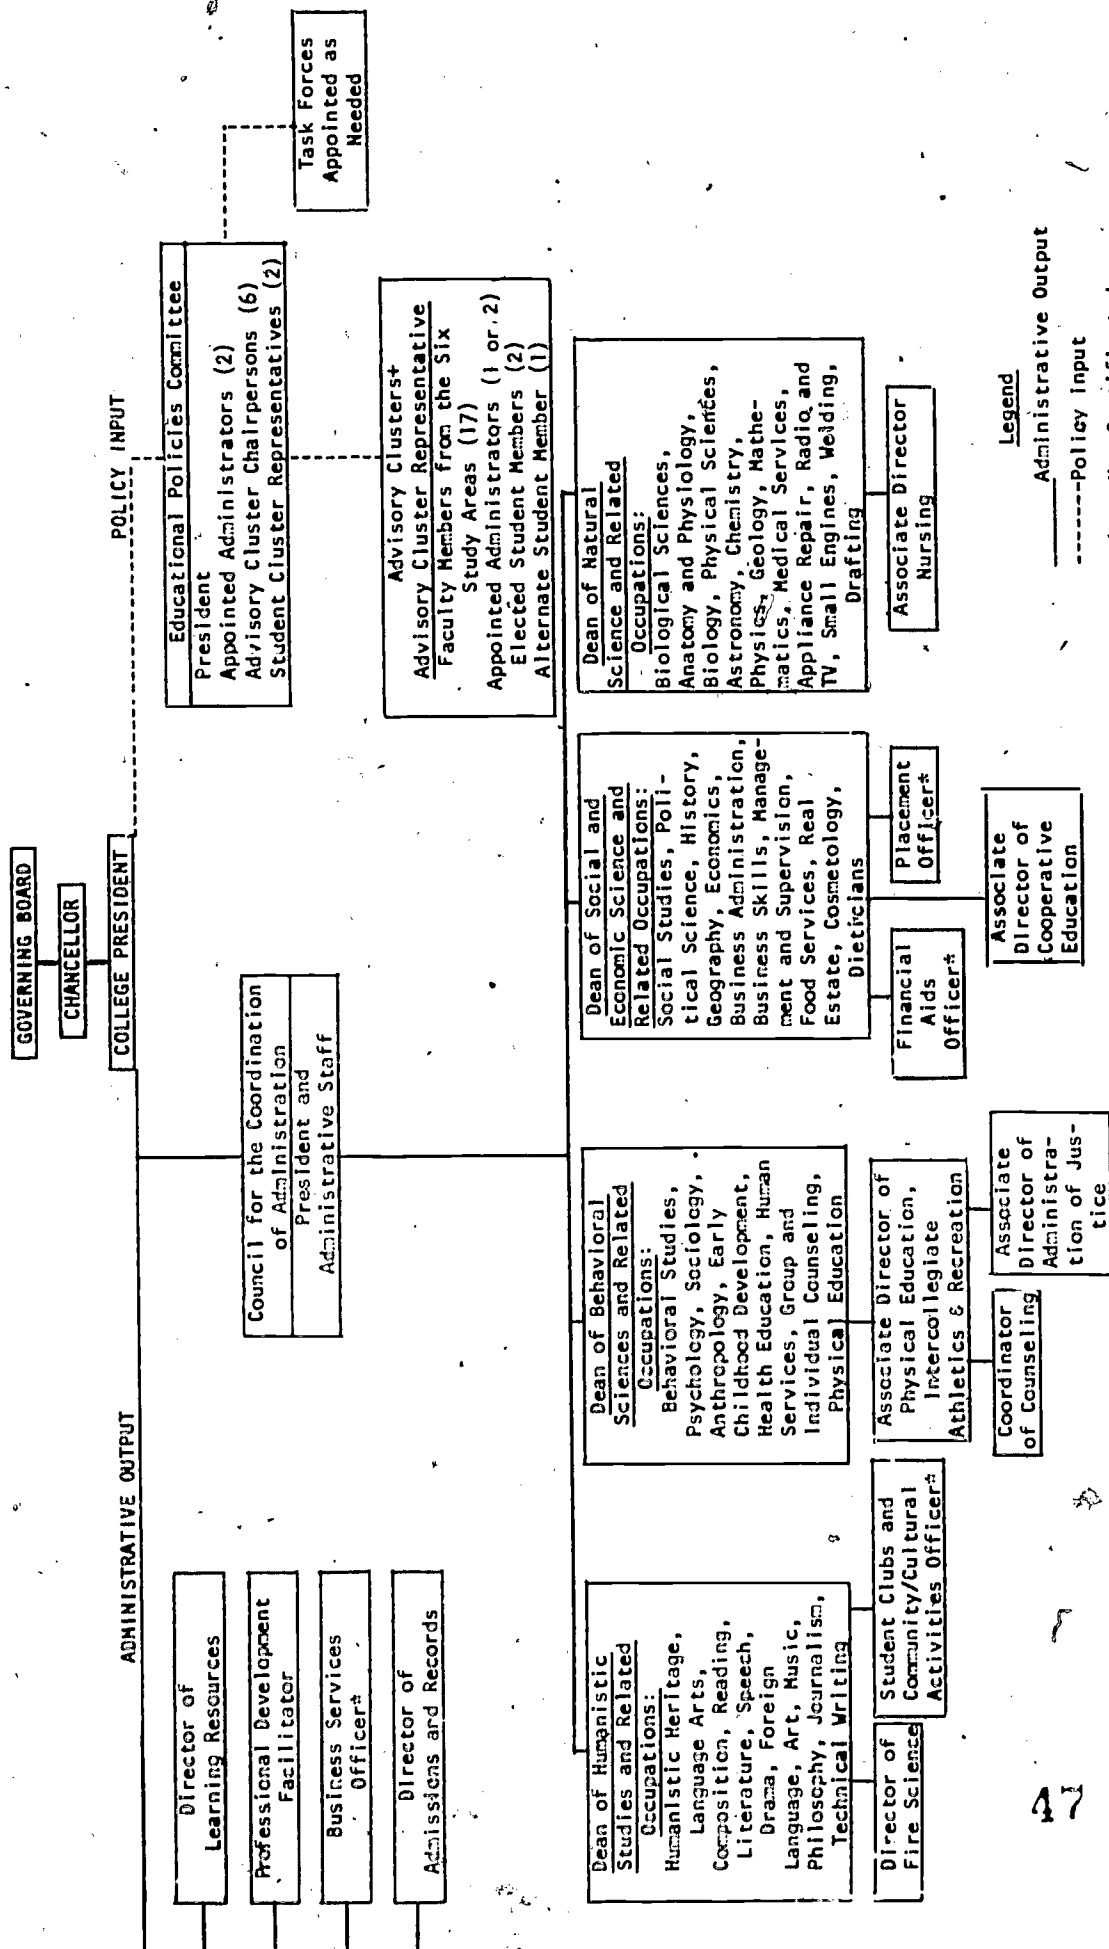 GOVERNING BOARD
CHANCELLOR
COLLEGE PRESIDENT
ADMINISTRATIVE OUTPUT
POLICY INPUT
Director of
Learning Resources
Professional Development
Facilitator
Business Services
Officer*
Director of
Admissions and Records
Council for the Coordination
of Administration
President and
Administrative Staff
Educational Policies Committee
President
Appointed Administrators (2)
Advisory Cluster Chairpersons (6)
Student Cluster Representatives (2)
Task Forces
Appointed as
Needed
Advisory Clusters+
Advisory Cluster Representative
Faculty Members from the Six
Study Areas (17)
Appointed Administrators (1 or 2)
Elected Student Members (2)
Alternate Student Member (1)
Dean of Humanistic
Studies and Related
Occupations:
Humanistic Heritage,
Language Arts,
Composition, Reading,
Literature, Speech,
Drama, Foreign
Language, Art, Music,
Philosophy, Journalism,
Technical Writing
Director of
Fire Science
Student Clubs and
Community/Cultural
Activities Officer*
Dean of Behavioral
Sciences and Related
Occupations:
Behavioral Studies,
Psychology, Sociology,
Anthropology, Early
Childhood Development,
Health Education, Human
Services, Group and
Individual Counseling,
Physical Education
Associate Director of
Physical Education,
Intercollegiate
Athletics & Recreation
Coordinator
of Counseling
Associate
Director of
Administra-
tion of Jus-
tice
Dean of Social and
Economic Science and
Related Occupations:
Social Studies, Poli-
tical Science, History,
Geography, Economics,
Business Administration,
Business Skills, Manage-
ment and Supervision,
Food Services, Real
Estate, Cosmetology,
Dieticians
Financial
Aids
Officer*
Placement
Officer*
Associate
Director of
Cooperative
Education
Dean of Natural
Science and Related
Occupations:
Biological Sciences,
Anatomy and Physiology,
Biology, Physical Sciences,
Astronomy, Chemistry,
Physics, Geology, Mathe-
matics, Medical Services,
Appliance Repair, Radio and
TV, Small Engines, Welding,
Drafting
Associate Director
Nursing
Legend
Administrative Output
------Policy Input
47